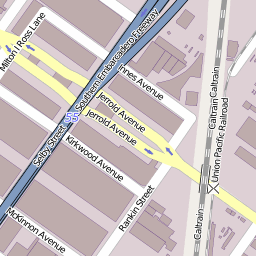 Milton I Ross Lane
Southern Embarcadero Freeway
Innes Avenue
Jerrold Avenue
Jerrold Avenue
Selby Street
Kirkwood Avenue
McKinnon Avenue
Rankin Street
Caltrain Caltrain
Union Pacific Railroad
Caltrain